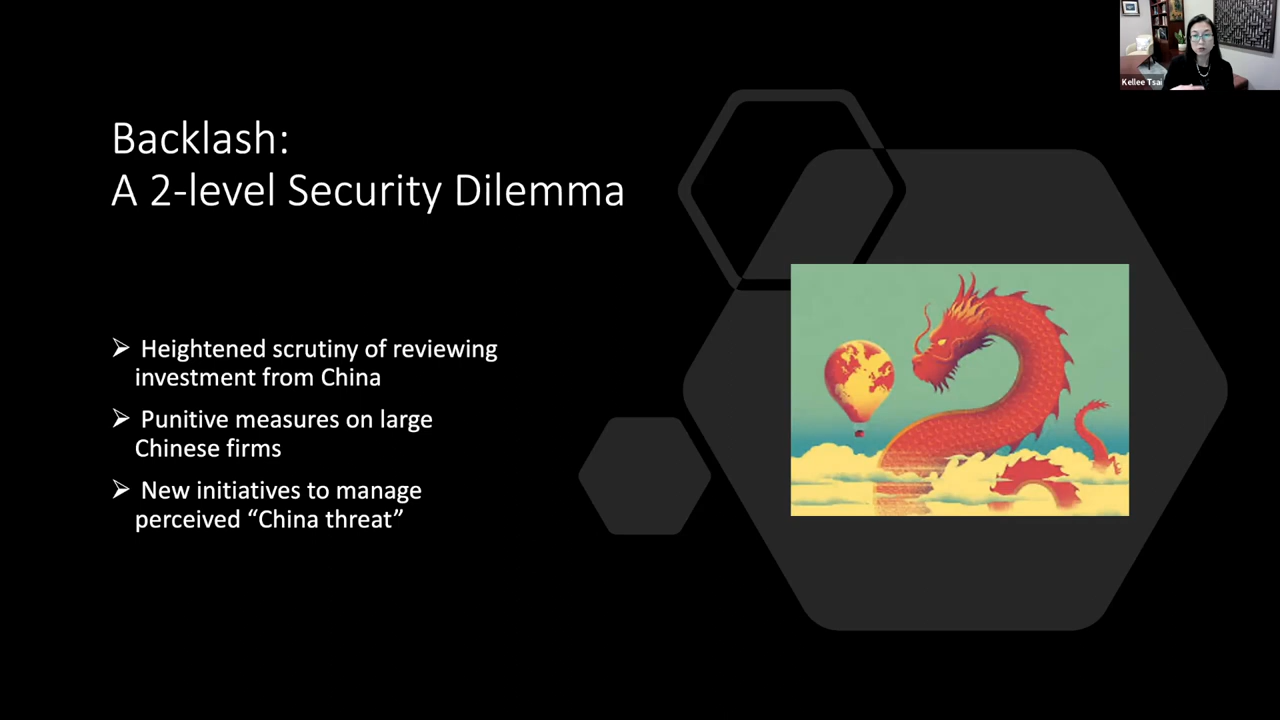 Kellee Tsai
Backlash:
A 2-level Security Dilemma
➢ Heightened scrutiny of reviewing
investment from China
➢ Punitive measures on large
Chinese firms
➢ New initiatives to manage
perceived “China threat”